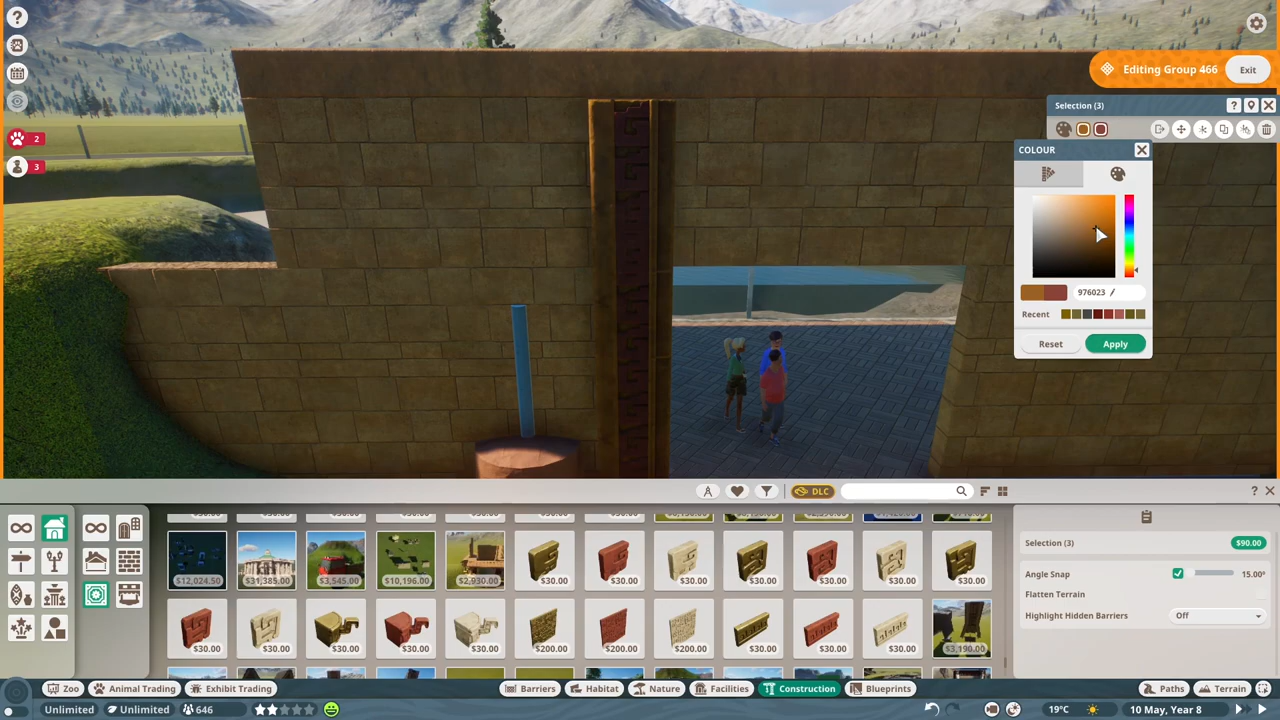 ?
Editing Group 466
Exit
Selection (3)
?
2
3
COLOUR
976023 /
Recent
Reset
Apply
DLC
?
$12,024.50
$31,385.00
$3,545.00
$10,196.00
$2,930.00
$30.00
$30.00
$30.00
$30.00
$30.00
$30.00
$30.00
$30.00
$30.00
$30.00
$30.00
$30.00
$200.00
$200.00
$200.00
$30.00
$30.00
$30.00
$3,190.00
Selection (3)
$90.00
Angle Snap
15.00°
Flatten Terrain
Highlight Hidden Barriers
Off
Zoo
Animal Trading
Exhibit Trading
Barriers
Habitat
Nature
Facilities
Construction
Blueprints
Paths
Terrain
Unlimited
Unlimited
646
19°C
10 May, Year 8